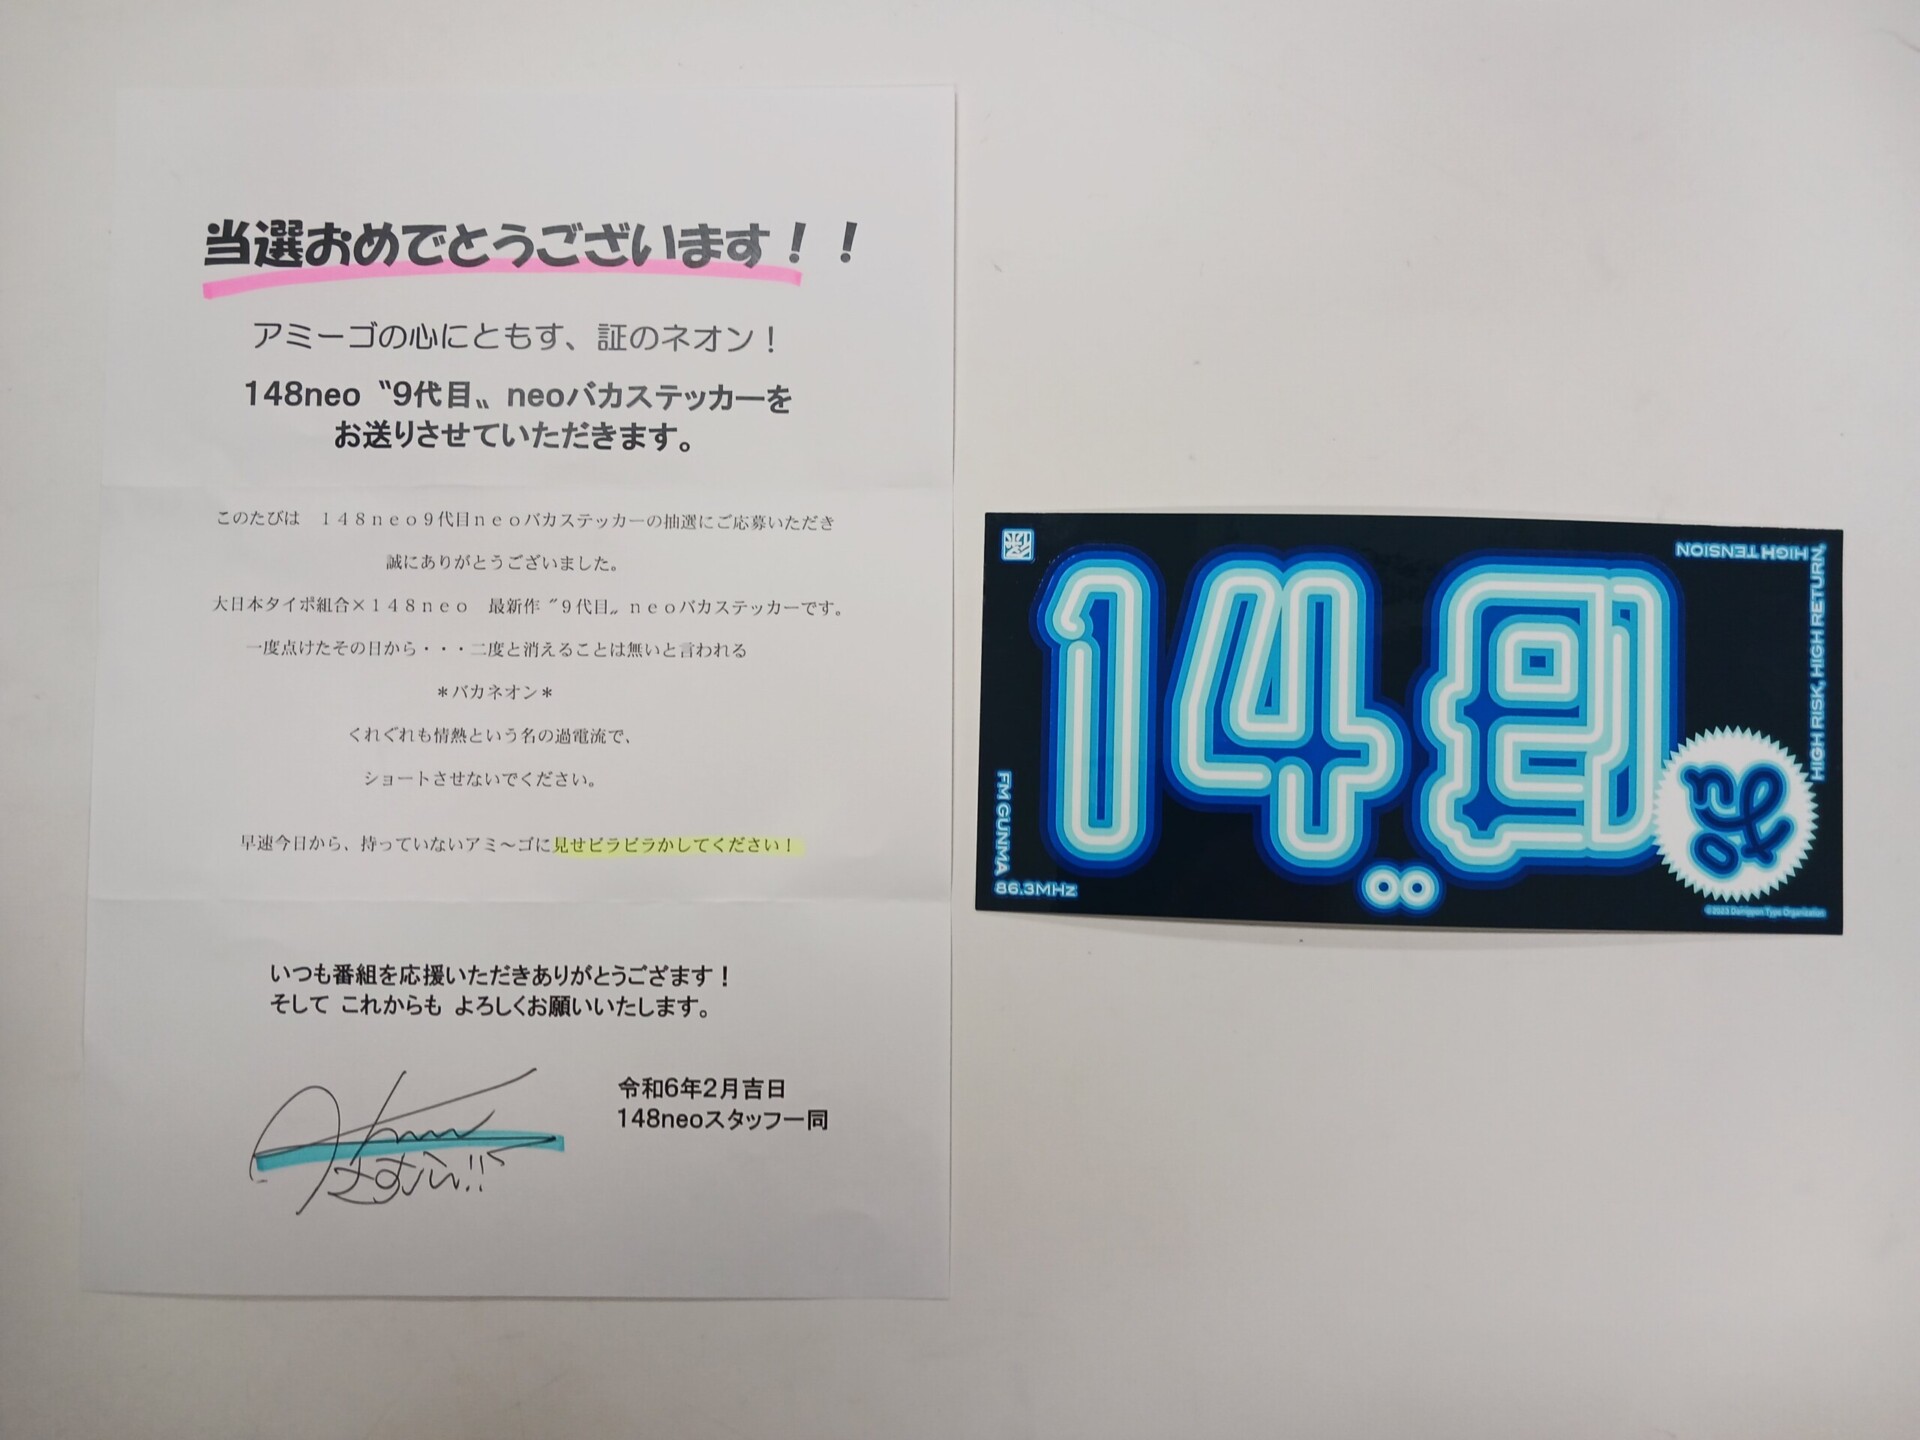 当選おめでとうございます！！
アミーゴの心にともす、証のネオン！
148neo〝9代目〟neoバカステッカーを
お送りさせていただきます。
このたびは　１４８ｎｅｏ９代目ｎｅｏバカステッカーの抽選にご応募いただき
誠にありがとうございました。
大日本タイポ組合×１４８ｎｅｏ　最新作〝９代目〟ｎｅｏバカステッカーです。
一度点けたその日から・・・二度と消えることは無いと言われる
＊バカネオン＊
くれぐれも情熱という名の過電流で、
ショートさせないでください。
早速今日から、持っていないアミ～ゴに見せビラビラかしてください！
いつも番組を応援いただきありがとうござます！
そして これからも よろしくお願いいたします。
令和6年2月吉日
148neoスタッフ一同
HIGH TENSION
HIGH RISK, HIGH RETURN.
14
neo
FM GUNMA
86.3MHz
©2023 Dainippon Type Organization